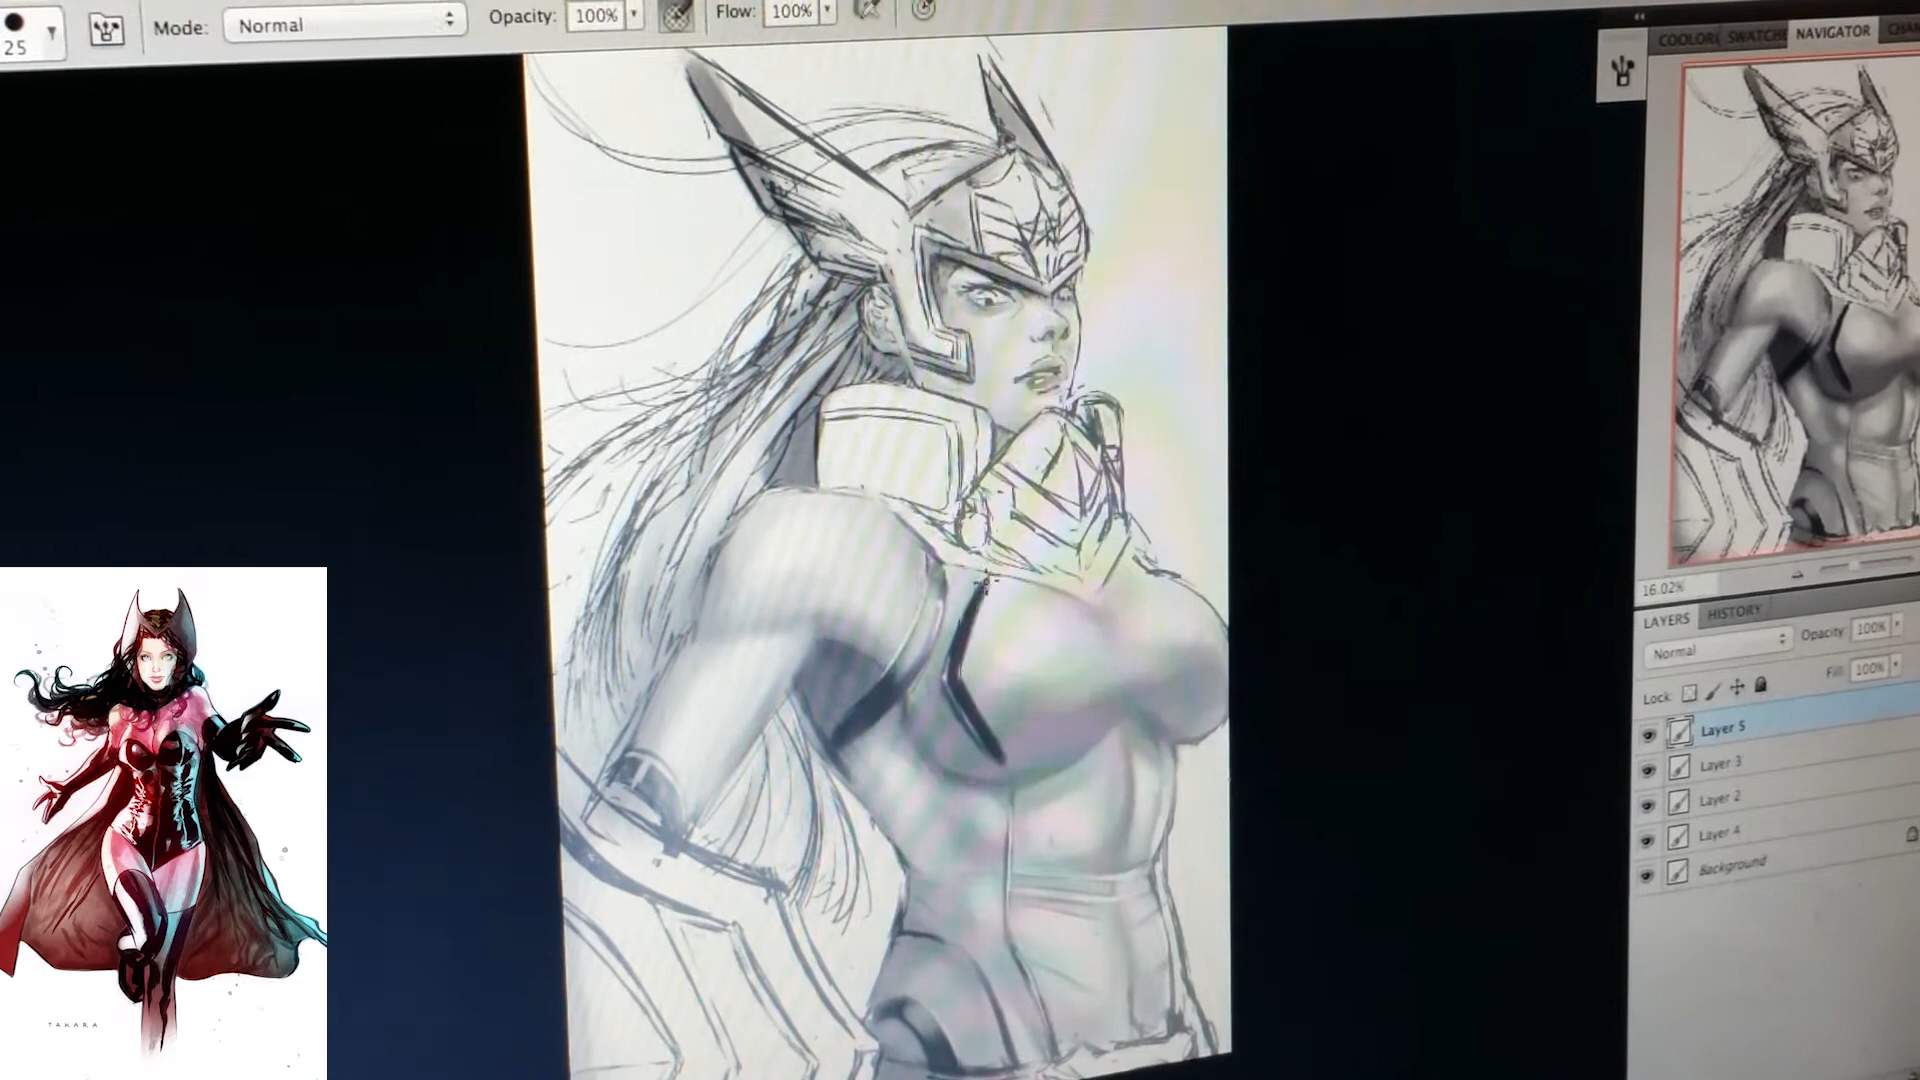 25
Mode: Normal
Opacity: 100%
Flow: 100%
SWATCHE NAVIGATOR
16.02%
LAYERS HISTORY
Normal Opacity: 100%
Lock: Fill: 100%
Layer 5
Layer 3
Layer 2
Layer 4
Background
TAKARA